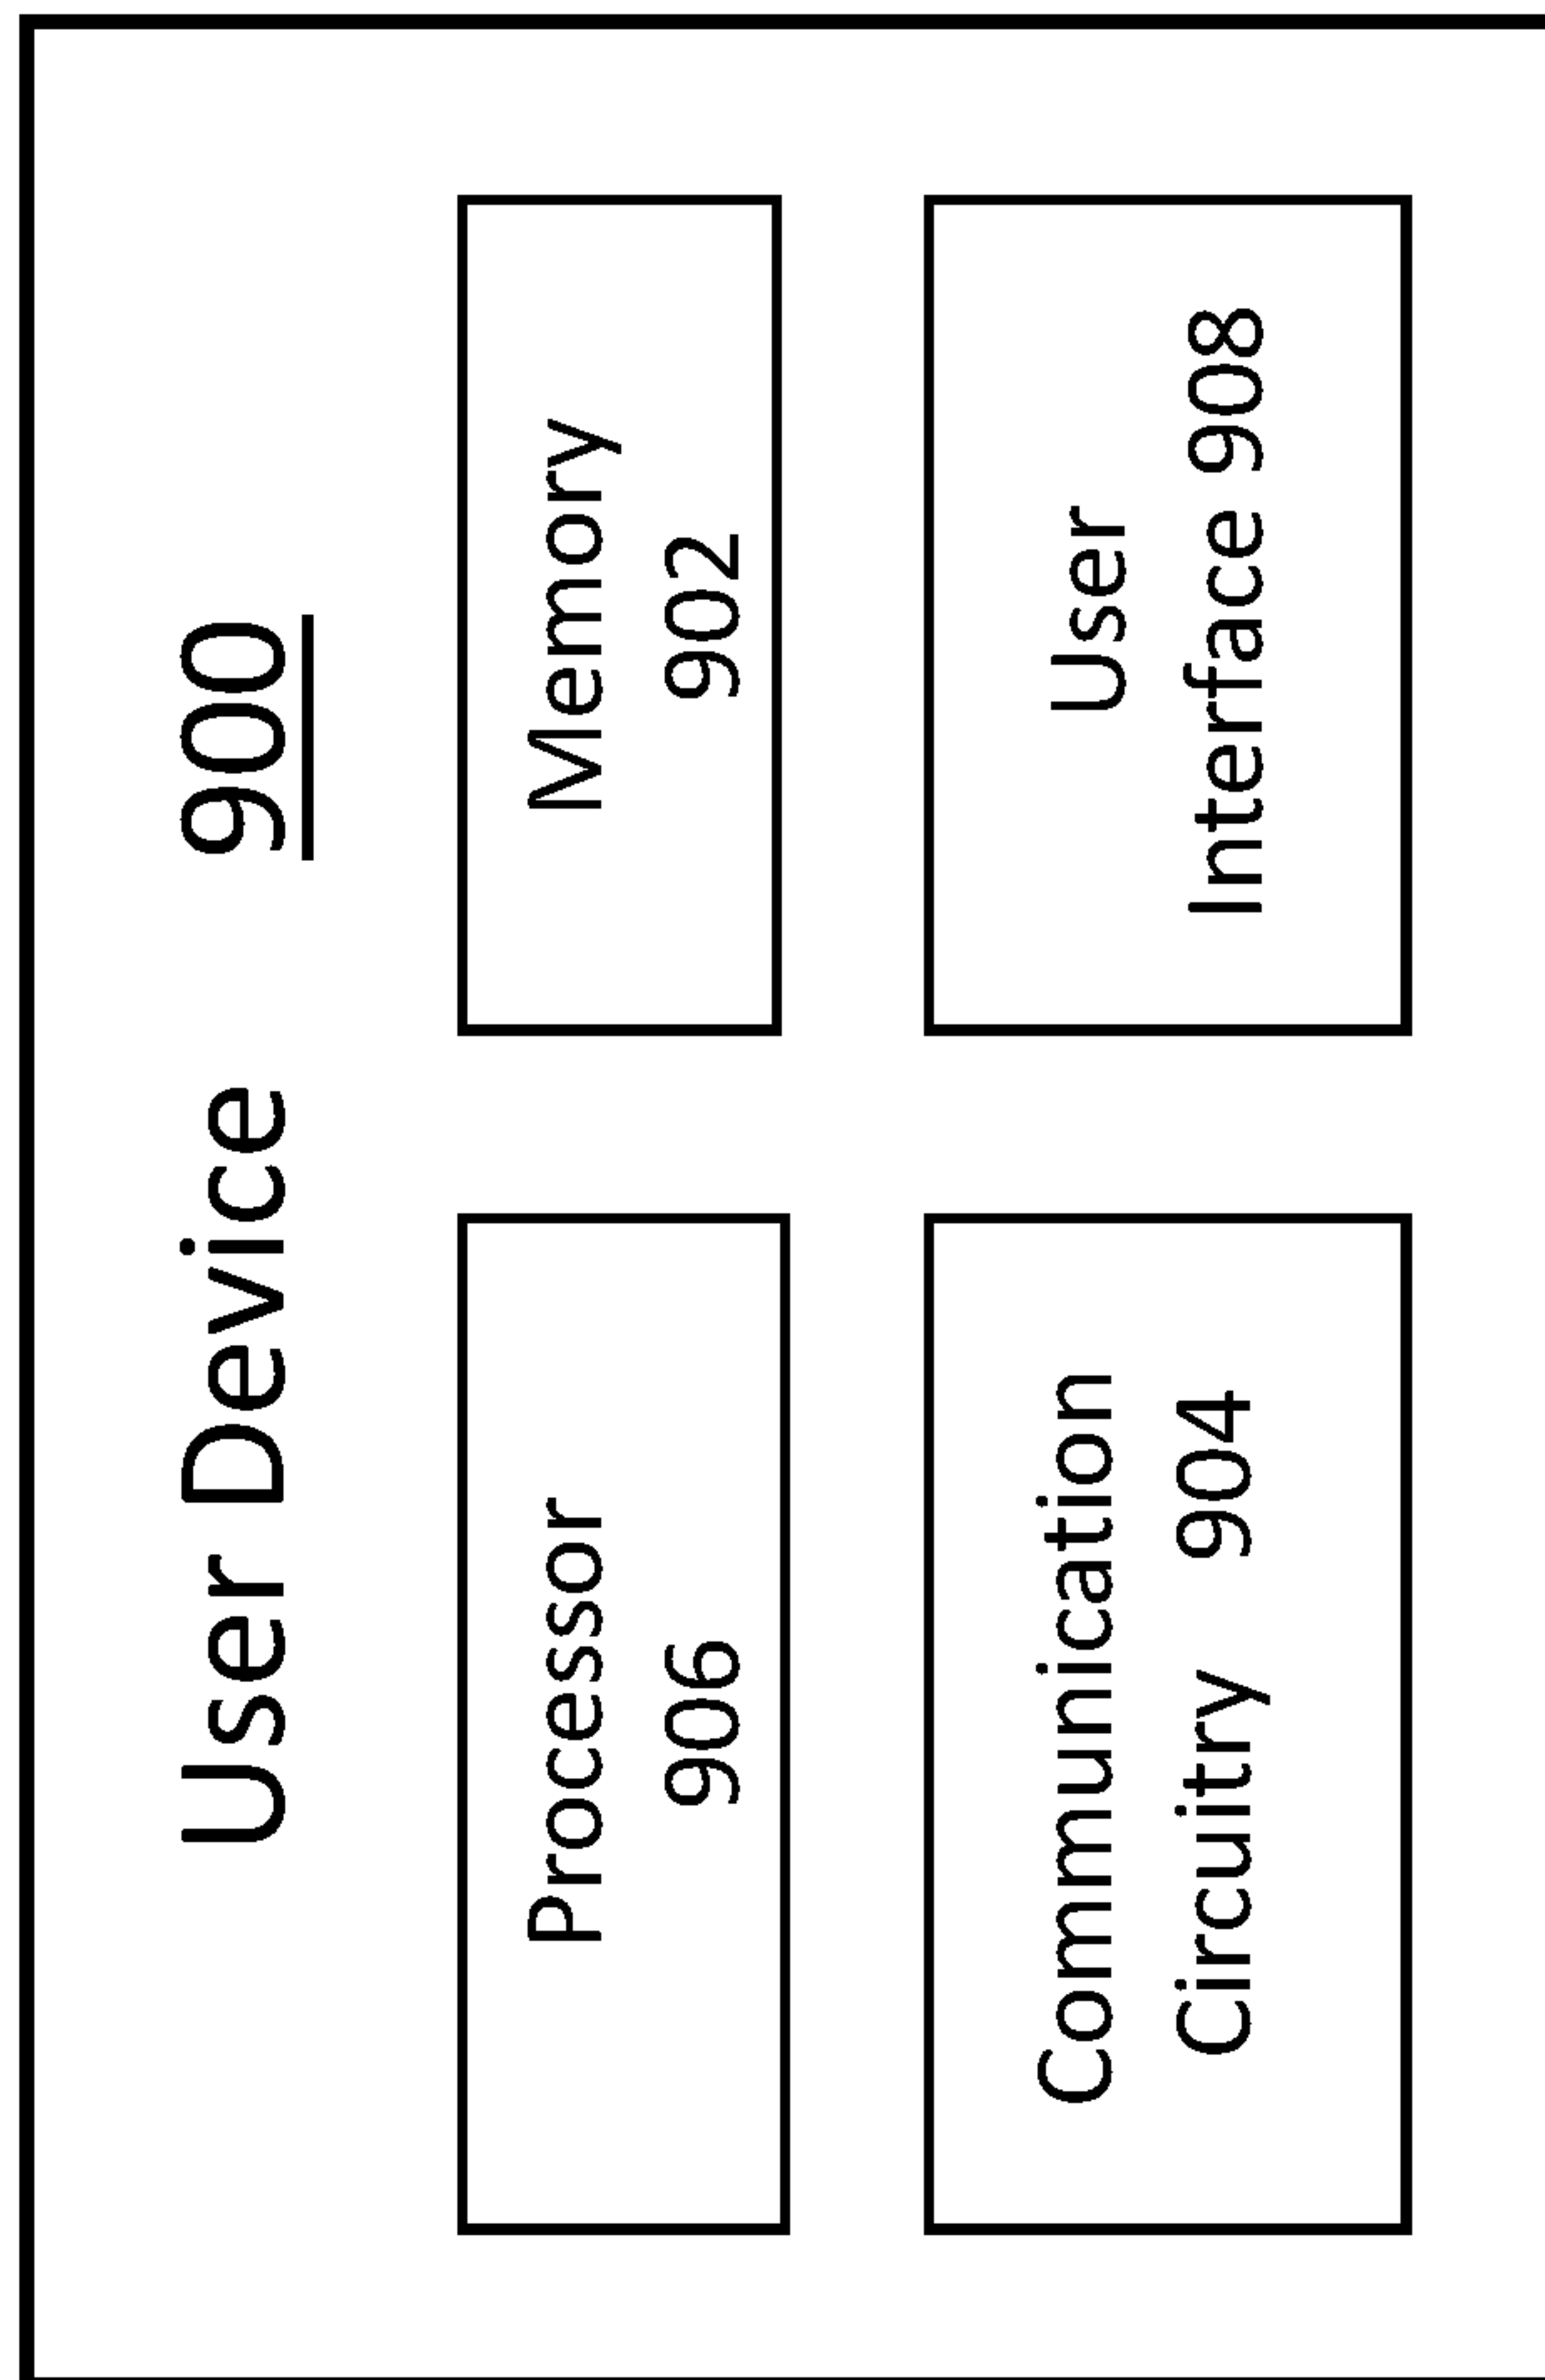 User Device 900
Processor
906
Memory
902
Communication
Circuitry 904
User
Interface 908